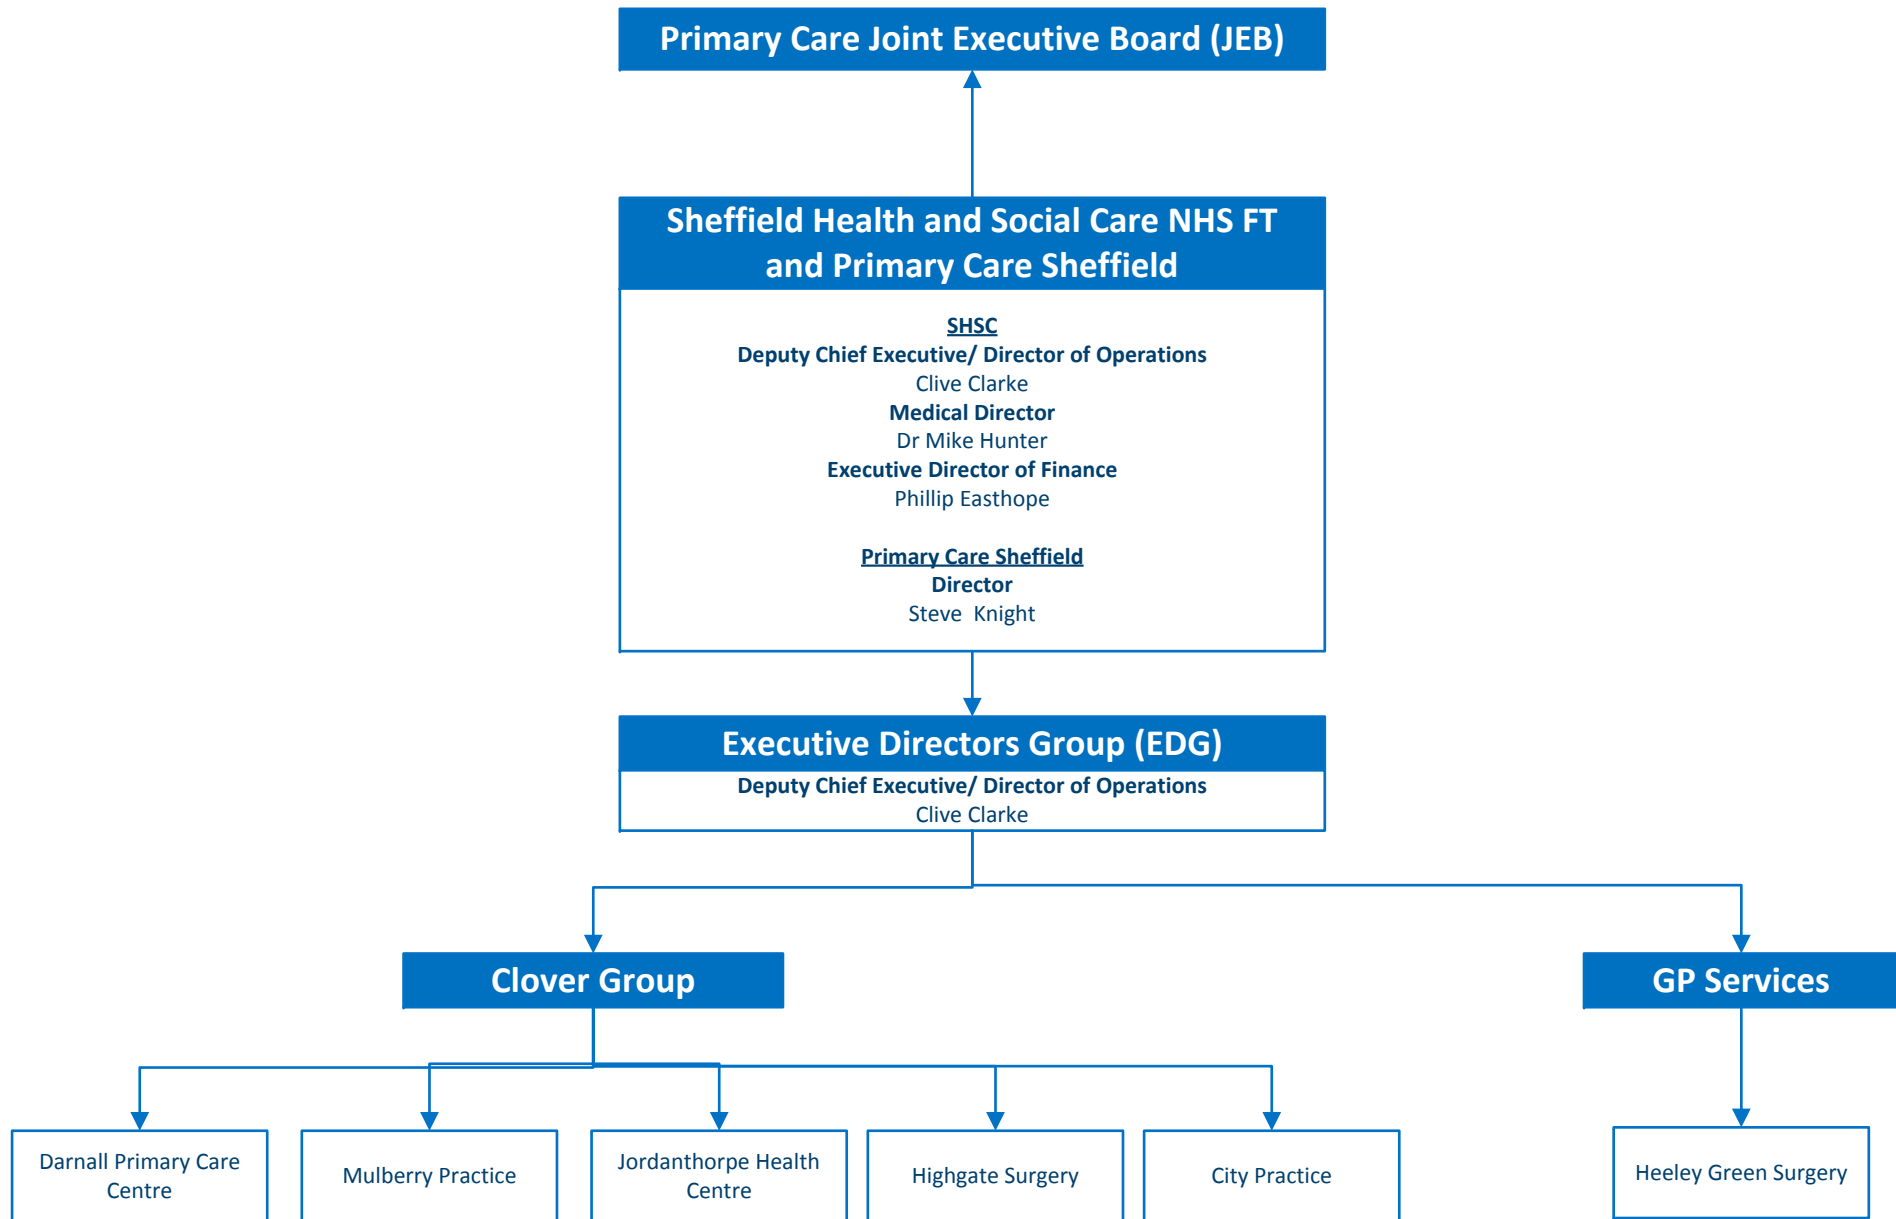 Primary Care Joint Executive Board (JEB)
Sheffield Health and Social Care NHS FT
and Primary Care Sheffield
SHSC
Deputy Chief Executive/ Director of Operations
Clive Clarke
Medical Director
Dr Mike Hunter
Executive Director of Finance
Phillip Easthope
Primary Care Sheffield
Director
Steve  Knight
Executive Directors Group (EDG)
Deputy Chief Executive/ Director of Operations
Clive Clarke
Clover Group
GP Services
Darnall Primary Care
Centre
Mulberry Practice
Jordanthorpe Health
Centre
Highgate Surgery
City Practice
Heeley Green Surgery